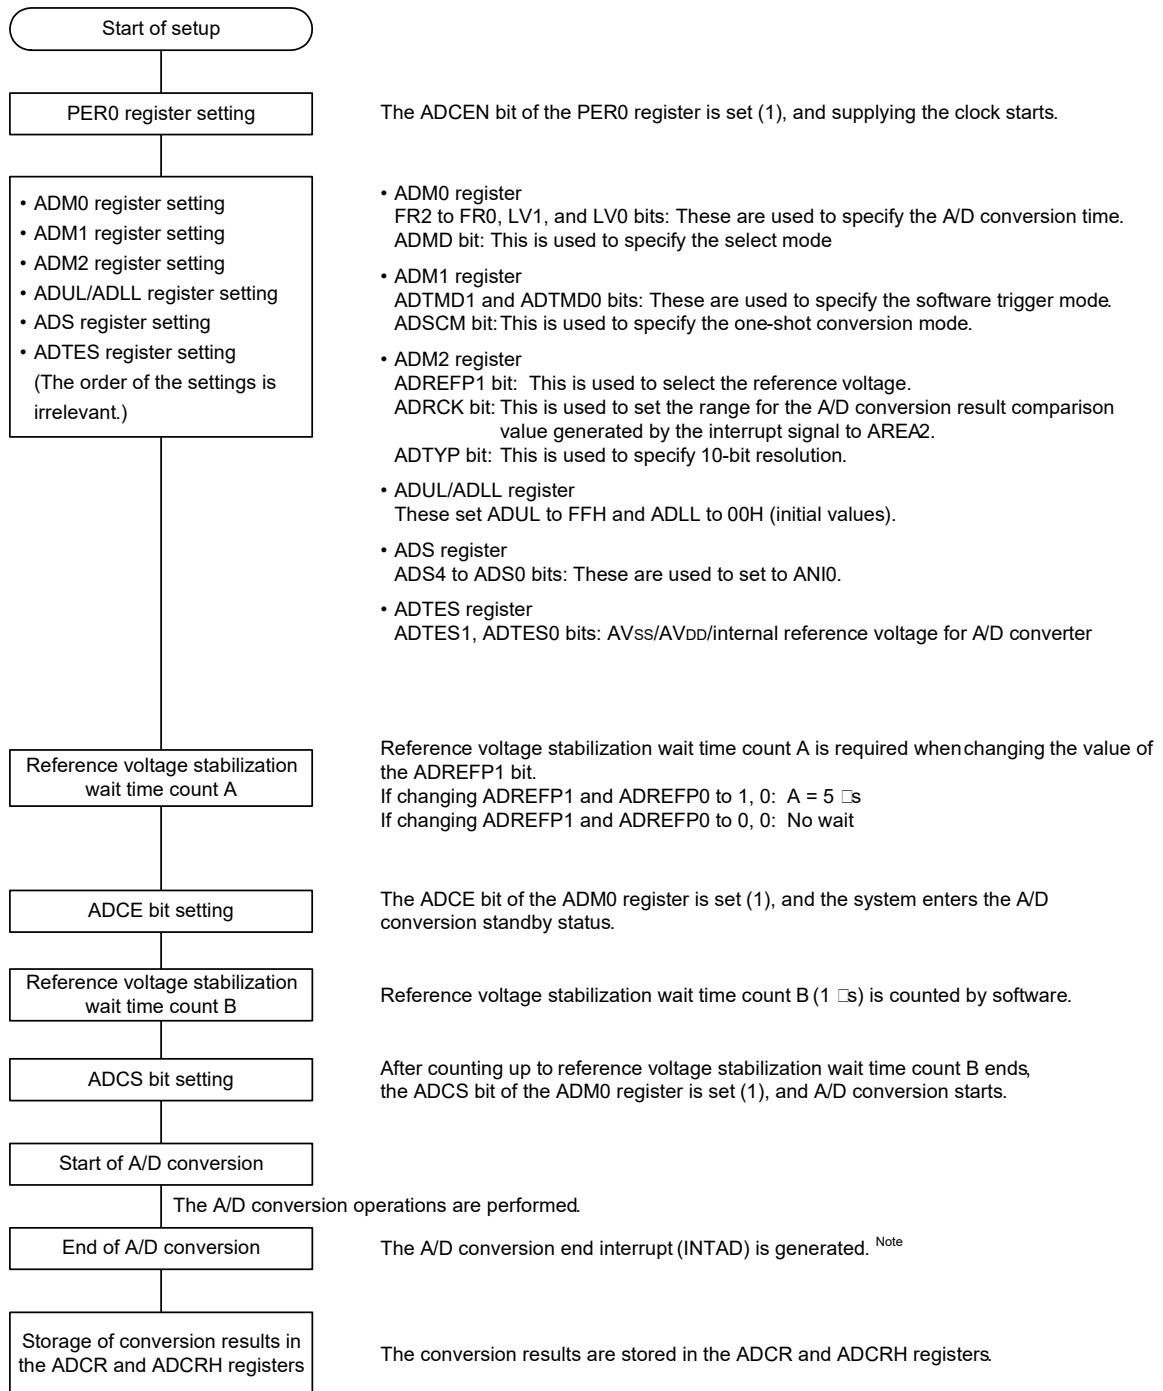 Start of setup
PER0 register setting
The ADCEN bit of the PER0 register is set (1), and supplying the clock starts.
• ADM0 register setting
• ADM1 register setting
• ADM2 register setting
• ADUL/ADLL register setting
• ADS register setting
• ADTES register setting
(The order of the settings is
irrelevant.)
• ADM0 register
FR2 to FR0, LV1, and LV0 bits: These are used to specify the A/D conversion time.
ADMD bit: This is used to specify the select mode
• ADM1 register
ADTMD1 and ADTMD0 bits: These are used to specify the software trigger mode.
ADSCM bit: This is used to specify the one-shot conversion mode.
• ADM2 register
ADREFP1 bit: This is used to select the reference voltage.
ADRCK bit: This is used to set the range for the A/D conversion result comparison
value generated by the interrupt signal to AREA2.
ADTYP bit: This is used to specify 10-bit resolution.
• ADUL/ADLL register
These set ADUL to FFH and ADLL to 00H (initial values).
• ADS register
ADS4 to ADS0 bits: These are used to set to ANI0.
• ADTES register
ADTES1, ADTES0 bits: AVSS/AVDD/internal reference voltage for A/D converter
Reference voltage stabilization
wait time count A
Reference voltage stabilization wait time count A is required when changing the value of
the ADREFP1 bit.
If changing ADREFP1 and ADREFP0 to 1, 0: A = 5 □s
If changing ADREFP1 and ADREFP0 to 0, 0: No wait
ADCE bit setting
The ADCE bit of the ADM0 register is set (1), and the system enters the A/D
conversion standby status.
Reference voltage stabilization
wait time count B
Reference voltage stabilization wait time count B (1 □s) is counted by software.
ADCS bit setting
After counting up to reference voltage stabilization wait time count B ends,
the ADCS bit of the ADM0 register is set (1), and A/D conversion starts.
Start of A/D conversion
The A/D conversion operations are performed.
End of A/D conversion
The A/D conversion end interrupt (INTAD) is generated. Note
Storage of conversion results in
the ADCR and ADCRH registers
The conversion results are stored in the ADCR and ADCRH registers.